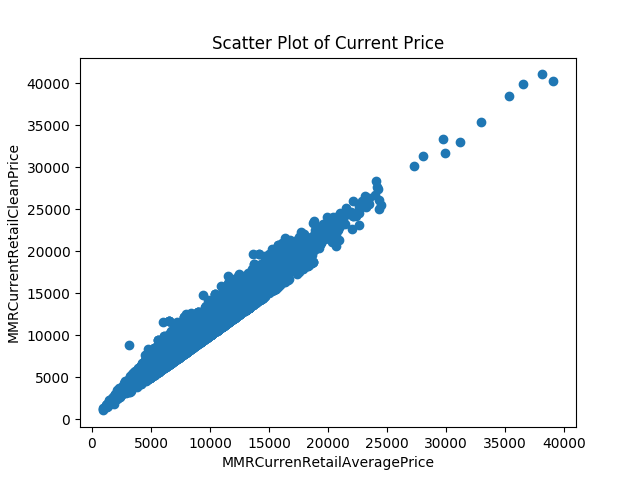 Scatter Plot of Current Price
40000
35000
30000
25000
20000
15000
10000
5000
0
MMRCurrentRetailCleanPrice
0 5000 10000 15000 20000 25000 30000 35000 40000
MMRCurrenRetailAveragePrice